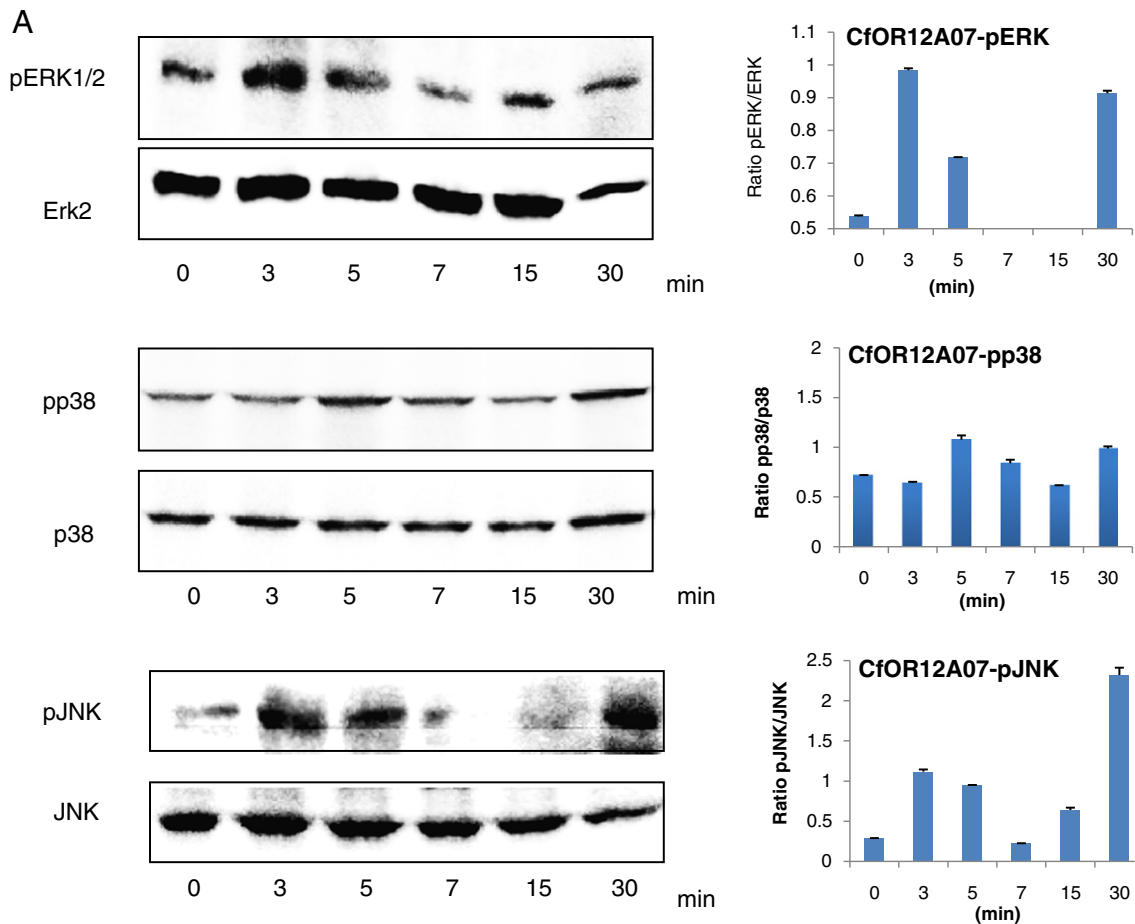 A
pERK1/2
Erk2
0 3 5 7 15 30 min
CfOR12A07-pERK
Ratio pERK/ERK
1.1
1
0.9
0.8
0.7
0.6
0.5
0 3 5 7 15 30
(min)
pp38
p38
0 3 5 7 15 30 min
CfOR12A07-pp38
Ratio pp38/p38
2
1.5
1
0.5
0
0 3 5 7 15 30
(min)
pJNK
JNK
0 3 5 7 15 30 min
CfOR12A07-pJNK
Ratio pJNK/JNK
2.5
2
1.5
1
0.5
0
0 3 5 7 15 30
(min)